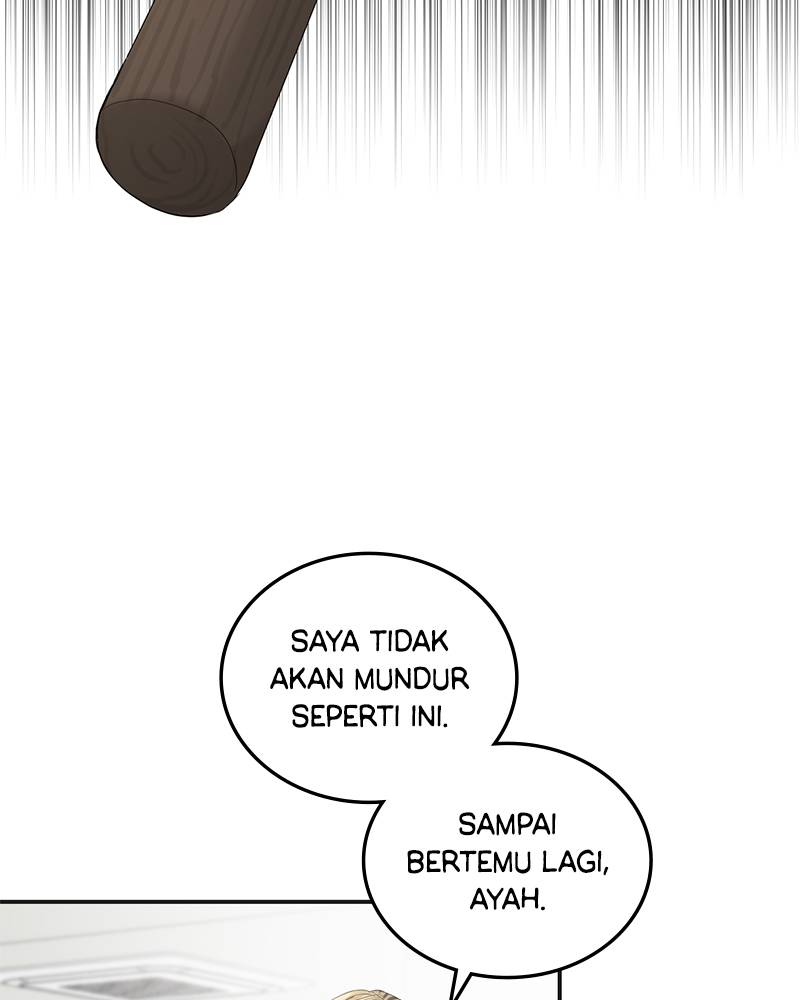 SAYA TIDAK
AKAN MUNDUR
SEPERTI INI.
SAMPAI
BERTEMU LAGI,
AYAH.